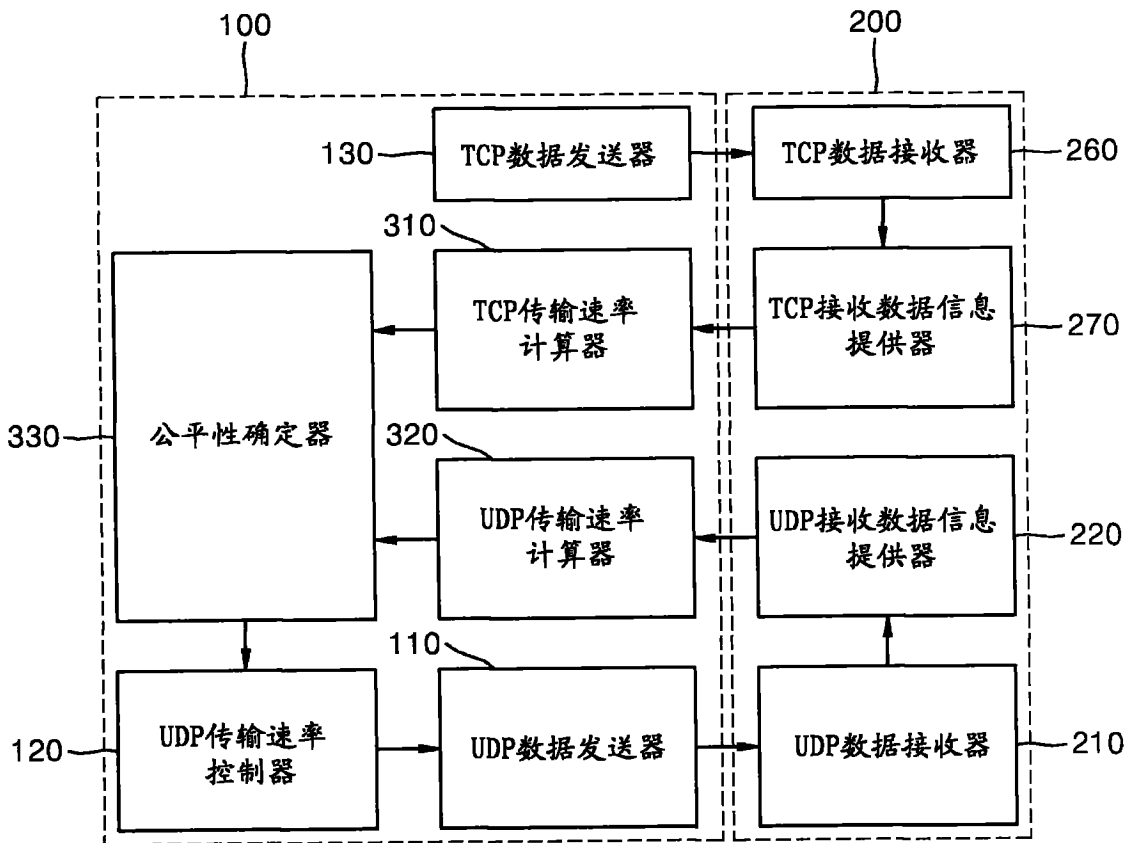 100
200
130
TCP数据发送器
TCP数据接收器
260
310
TCP传输速率
计算器
TCP接收数据信息
提供器
270
330
公平性确定器
320
UDP传输速率
计算器
UDP接收数据信息
提供器
220
110
120
UDP传输速率
控制器
UDP数据发送器
UDP数据接收器
210